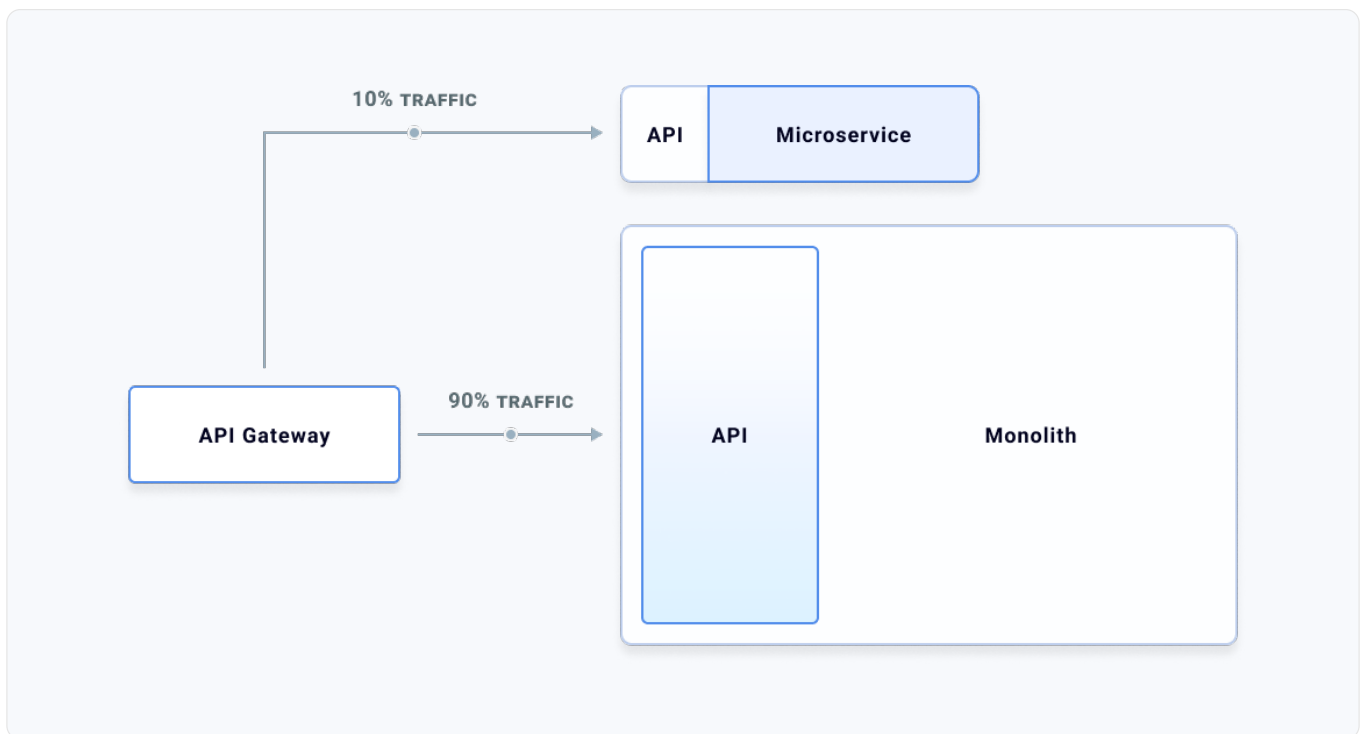 10% TRAFFIC
API
Microservice
90% TRAFFIC
API Gateway
API
Monolith